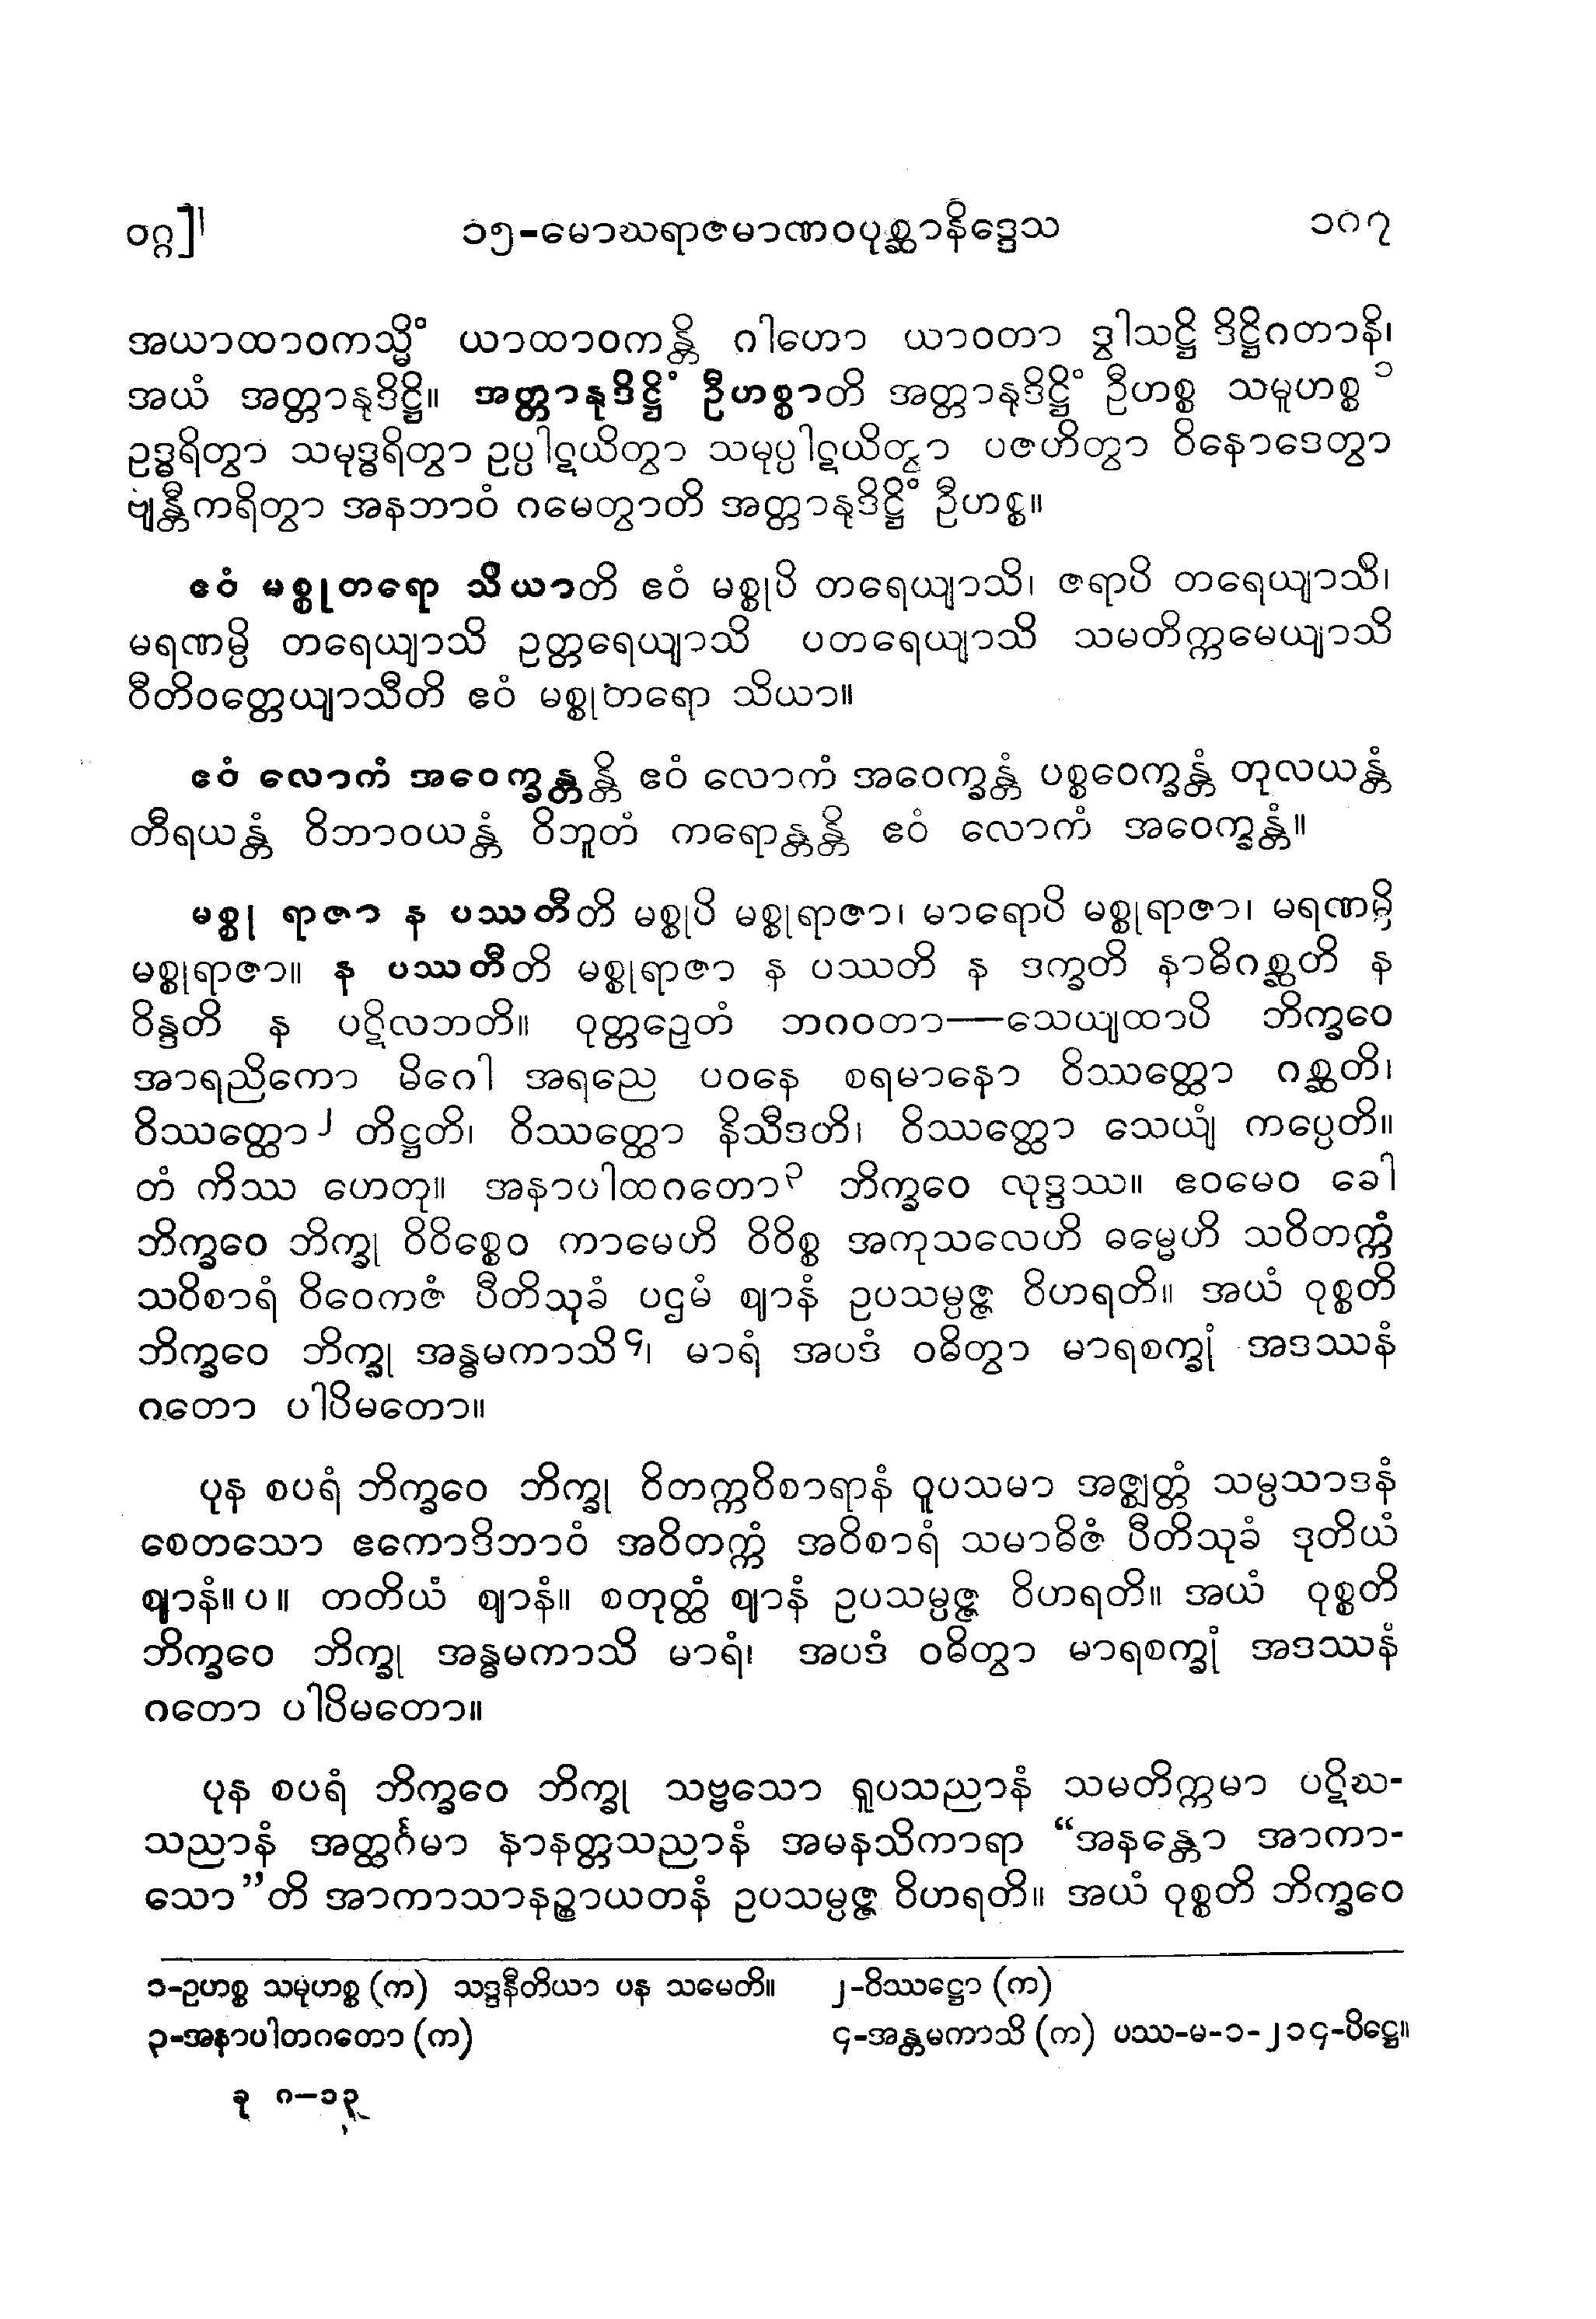 ဝဂ္ဂ] ၁၅-မောဃရာဇမာဏဝပုစ္ဆာနိဒ္ဒေသ ၁၈၇
အယာထာဝကသ္မိံ ယာထာဝကန္တိ ဂါဟော ယာဝတာ ဒွါသဋ္ဌိ ဒိဋ္ဌိဂတာနိ၊
အယံ အတ္တာနုဒိဋ္ဌိ။ အတ္တာနုဒိဋ္ဌိံ ဦဟစ္စာတိ အတ္တာနုဒိဋ္ဌိံ ဦဟစ္စ သမူဟစ္စ ၁
ဥဒ္ဓရိတွာ သမုဒ္ဓရိတွာ ဥပ္ပါဋယိတွာ သမုပ္ပါဋယိတွာ ပဇဟိတွာ ဝိနောဒေတွာ
ဗျန္တီကရိတွာ အနဘာဝံ ဂမေတွာတိ အတ္တာနုဒိဋ္ဌိံ ဦဟစ္စ။
ဧဝံ မစ္စုတရော သိယာတိ ဧဝံ မစ္စုပိ တရေယျာသိ၊ ဇရာပိ တရေယျာသိ၊
မရဏမ္ပိ တရေယျာသိ ဥတ္တရေယျာသိ ပတရေယျာသိ သမတိက္ကမေယျာသိ
ဝီတိဝတ္တေယျာသီတိ ဧဝံ မစ္စုတရော သိယာ။
ဧဝံ လောကံ အဝေက္ခန္တန္တိ ဧဝံ လောကံ အဝေက္ခန္တံ ပစ္စဝေက္ခန္တံ တုလယန္တံ
တီရယန္တံ ဝိဘာဝယန္တံ ဝိဘူတံ ကရောန္တန္တိ ဧဝံ လောကံ အဝေက္ခန္တံ။
မစ္စု ရာဇာ န ပဿတီတိ မစ္စုပိ မစ္စုရာဇာ၊ မာရောပိ မစ္စုရာဇာ၊ မရဏမ္ပိ
မစ္စုရာဇာ။ န ပဿတီတိ မစ္စုရာဇာ န ပဿတိ န ဒက္ခတိ နာဓိဂစ္ဆတိ န
ဝိန္ဒတိ န ပဋိလဘတိ။ ဝုတ္တဉှေတံ ဘဂဝတာ—သေယျထာပိ ဘိက္ခဝေ
အာရညိကော မိဂေါ အရညေ ပဝနေ စရမာနော ဝိဿတ္ထော ဂစ္ဆတိ၊
ဝိဿတ္ထော၂ တိဋ္ဌတိ၊ ဝိဿတ္ထော နိသီဒတိ၊ ဝိဿတ္ထော သေယျံ ကပ္ပေတိ။
တံ ကိဿ ဟေတု။ အနာပါထဂတော၃ ဘိက္ခဝေ လုဒ္ဒဿ။ ဧဝမေဝ ခေါ
ဘိက္ခဝေ ဘိက္ခု ဝိဝိစ္စေဝ ကာမေဟိ ဝိဝိစ္စ အကုသလေဟိ ဓမ္မေဟိ သဝိတက္ကံ
သဝိစာရံ ဝိဝေကဇံ ပီတိသုခံ ပဌမံ ဈာနံ ဥပသမ္ပဇ္ဇ ဝိဟရတိ။ အယံ ဝုစ္စတိ
ဘိက္ခဝေ ဘိက္ခု အန္ဓမကာသိ၄၊ မာရံ အပဒံ ဝဓိတွာ မာရစက္ခုံ အဒဿနံ
ဂတော ပါပိမတော။
ပုန စပရံ ဘိက္ခဝေ ဘိက္ခု ဝိတက္ကဝိစာရာနံ ဝူပသမာ အဇ္ဈတ္တံ သမ္ပသာဒနံ
စေတသော ဧကောဒိဘာဝံ အဝိတက္ကံ အဝိစာရံ သမာဓိဇံ ပီတိသုခံ ဒုတိယံ
ဈာနံ။ပ။ တတိယံ ဈာနံ။ စတုတ္ထံ ဈာနံ ဥပသမ္ပဇ္ဇ ဝိဟရတိ။ အယံ ဝုစ္စတိ
ဘိက္ခဝေ ဘိက္ခု အန္ဓမကာသိ မာရံ၊ အပဒံ ဝဓိတွာ မာရစက္ခုံ အဒဿနံ
ဂတော ပါပိမတော။
ပုန စပရံ ဘိက္ခဝေ ဘိက္ခု သဗ္ဗသော ရူပသညာနံ သမတိက္ကမာ ပဋိဃ-
သညာနံ အတ္ထင်္ဂမာ နာနတ္တသညာနံ အမနသိကာရာ “အနန္တော အာကာ-
သော”တိ အာကာသာနဉ္စာယတနံ ဥပသမ္ပဇ္ဇ ဝိဟရတိ။ အယံ ဝုစ္စတိ ဘိက္ခဝေ
၁-ဥဟစ္စ သမုဟစ္စ (က) သဒ္ဒနီတိယာ ပန သမေတိ။ ၂-ဝိဿဋ္ဌော (က)
၃-အနာပါတဂတော (က) ၄-အန္တမကာသိ (က) ပဿ-မ-၁-၂၁၄-ပိဋ္ဌေ။
ခု ဂ—၁၃